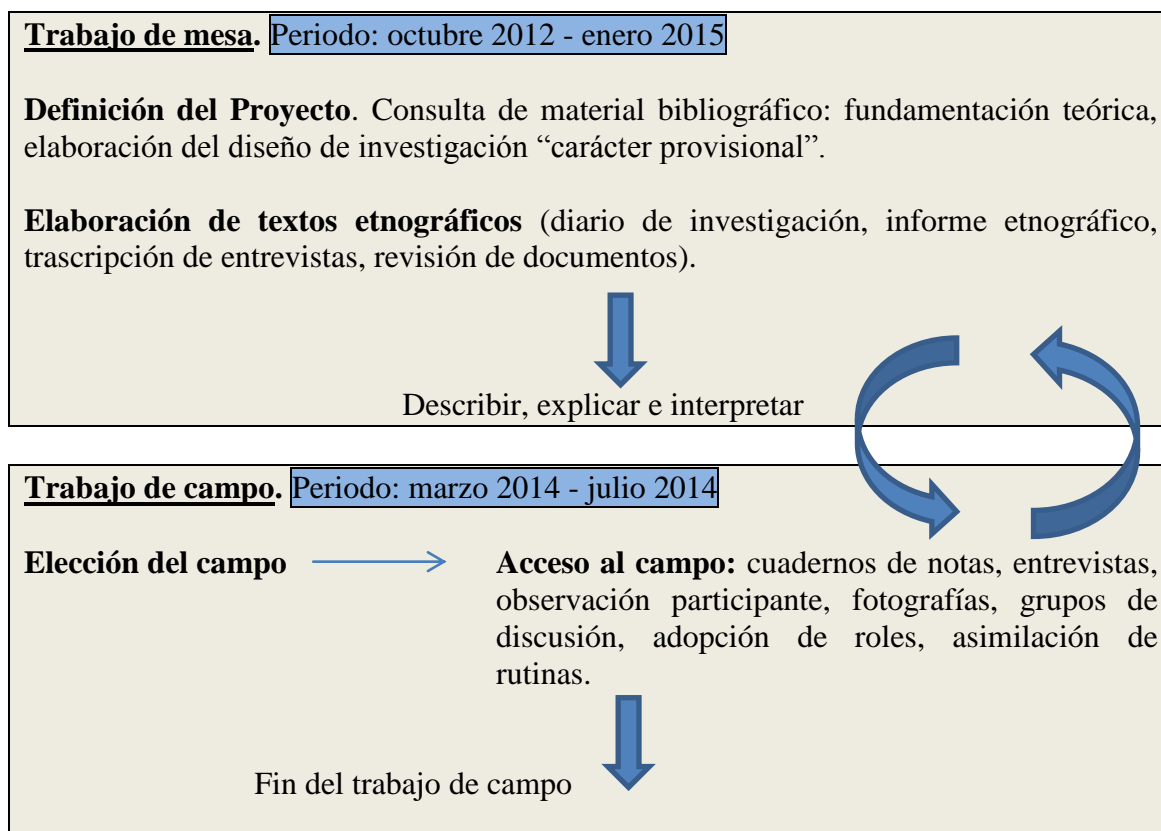 Trabajo de mesa. Periodo: octubre 2012 - enero 2015
Definición del Proyecto. Consulta de material bibliográfico: fundamentación teórica,
elaboración del diseño de investigación “carácter provisional”.
Elaboración de textos etnográficos (diario de investigación, informe etnográfico,
trascripción de entrevistas, revisión de documentos).
Describir, explicar e interpretar
Trabajo de campo. Periodo: marzo 2014 - julio 2014
Elección del campo
Acceso al campo: cuadernos de notas, entrevistas,
observación participante, fotografías, grupos de
discusión, adopción de roles, asimilación de
rutinas.
Fin del trabajo de campo